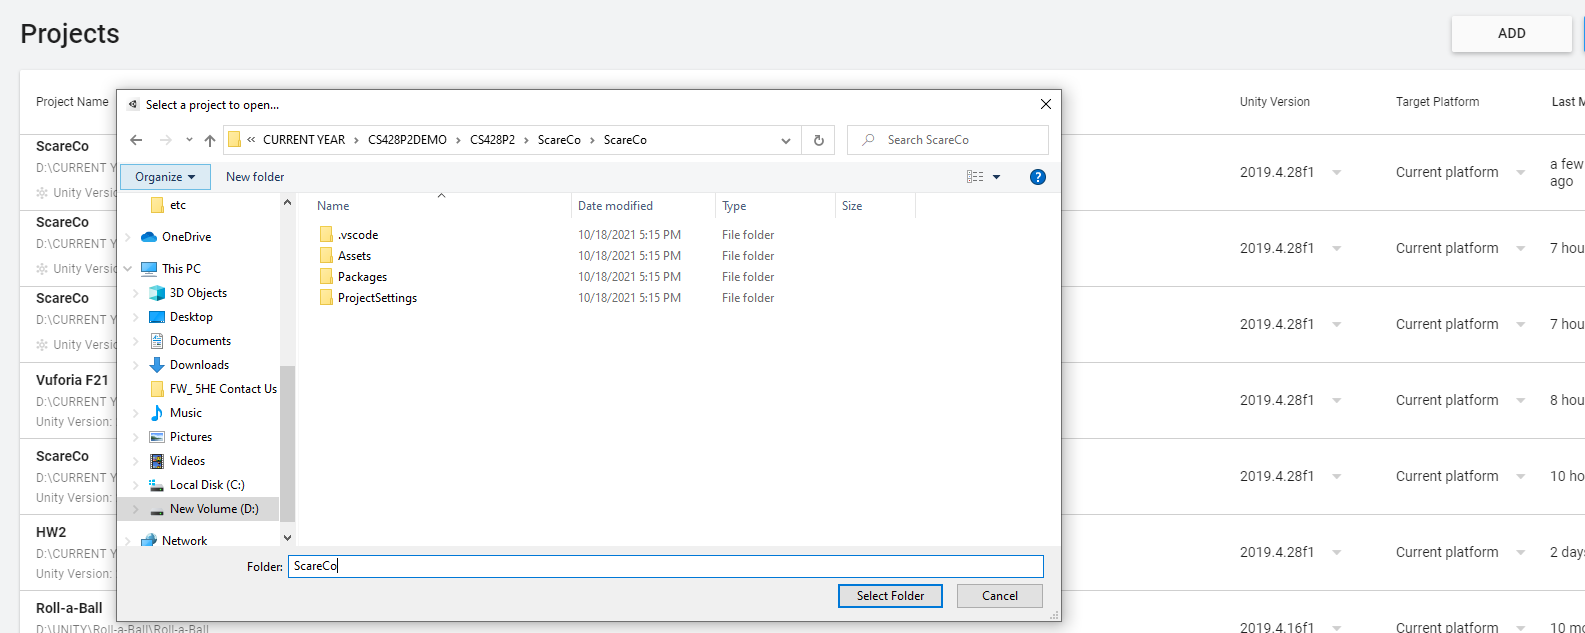 Projects
ADD
Project Name
Unity Version
Target Platform
Last M
ScareCo
D:\CURRENT Y
Unity Versio
2019.4.28f1
Current platform
a few
ago
ScareCo
D:\CURRENT Y
Unity Versio
2019.4.28f1
Current platform
7 hou
ScareCo
D:\CURRENT Y
Unity Versio
2019.4.28f1
Current platform
7 hou
Vuforia F21
D:\CURRENT Y
Unity Version:
2019.4.28f1
Current platform
8 hou
ScareCo
D:\CURRENT Y
Unity Version:
2019.4.28f1
Current platform
10 ho
HW2
D:\CURRENT Y
Unity Version:
2019.4.28f1
Current platform
2 days
Roll-a-Ball
D:\UNITY\Roll-a-Ball\Roll-a-Ball
2019.4.16f1
Current platform
10 mo
Select a project to open...
« CURRENT YEAR › CS428P2DEMO › CS428P2 › ScareCo › ScareCo
Search ScareCo
Organize
New folder
?
etc
OneDrive
This PC
3D Objects
Desktop
Documents
Downloads
FW_ 5HE Contact Us
Music
Pictures
Videos
Local Disk (C:)
New Volume (D:)
Network
Name
Date modified
Type
Size
.vscode 10/18/2021 5:15 PM File folder
Assets 10/18/2021 5:15 PM File folder
Packages 10/18/2021 5:15 PM File folder
ProjectSettings 10/18/2021 5:15 PM File folder
Folder: ScareCo
Select Folder
Cancel